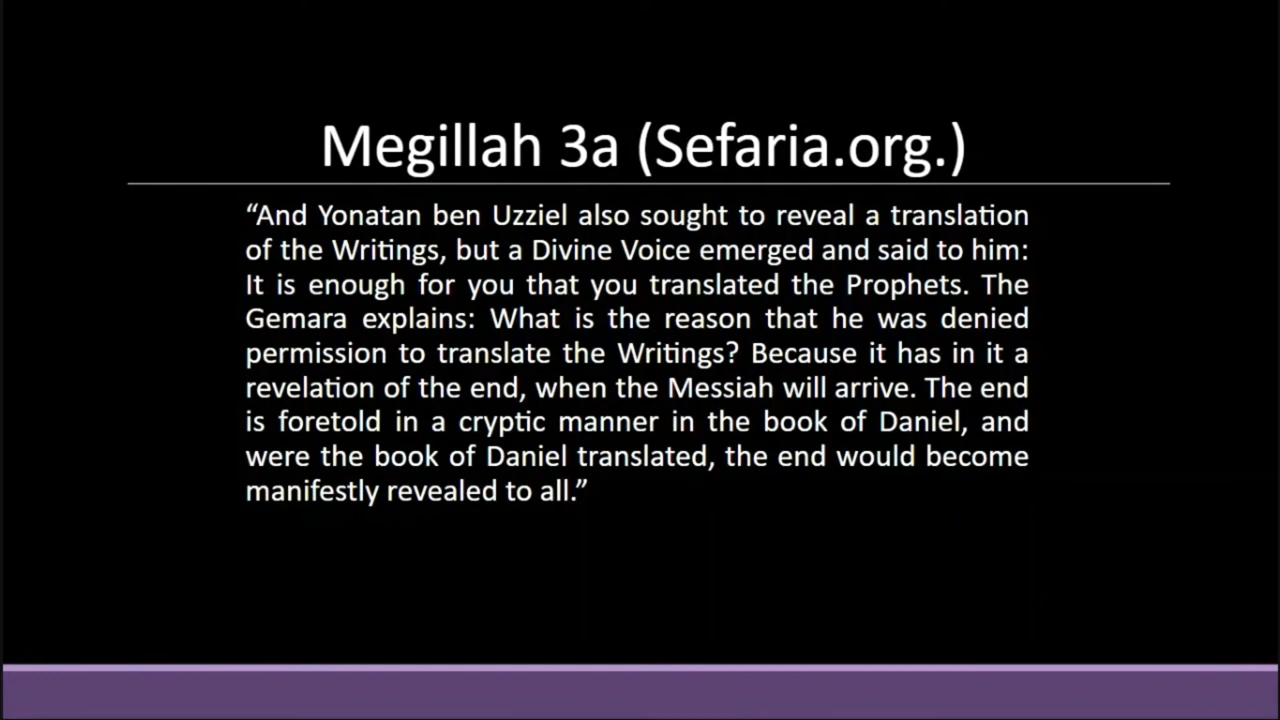 Megillah 3a (Sefaria.org.)
“And Yonatan ben Uzziel also sought to reveal a translation
of the Writings, but a Divine Voice emerged and said to him:
It is enough for you that you translated the Prophets. The
Gemara explains: What is the reason that he was denied
permission to translate the Writings? Because it has in it a
revelation of the end, when the Messiah will arrive. The end
is foretold in a cryptic manner in the book of Daniel, and
were the book of Daniel translated, the end would become
manifestly revealed to all.”